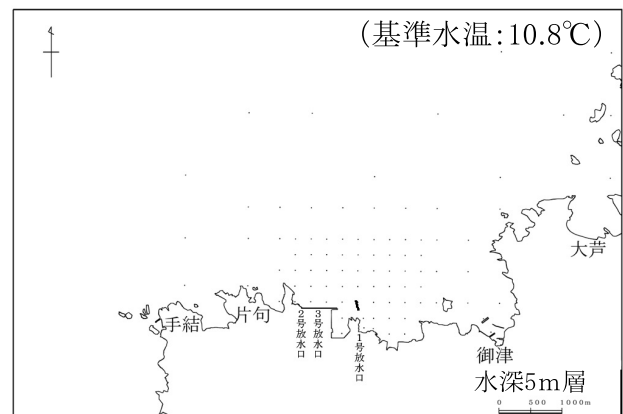 （基準水温：10.8℃）
大芦
手結
片句
2号放水口
3号放水口
1号放水口
御津
水深5m層
0 500 1000m